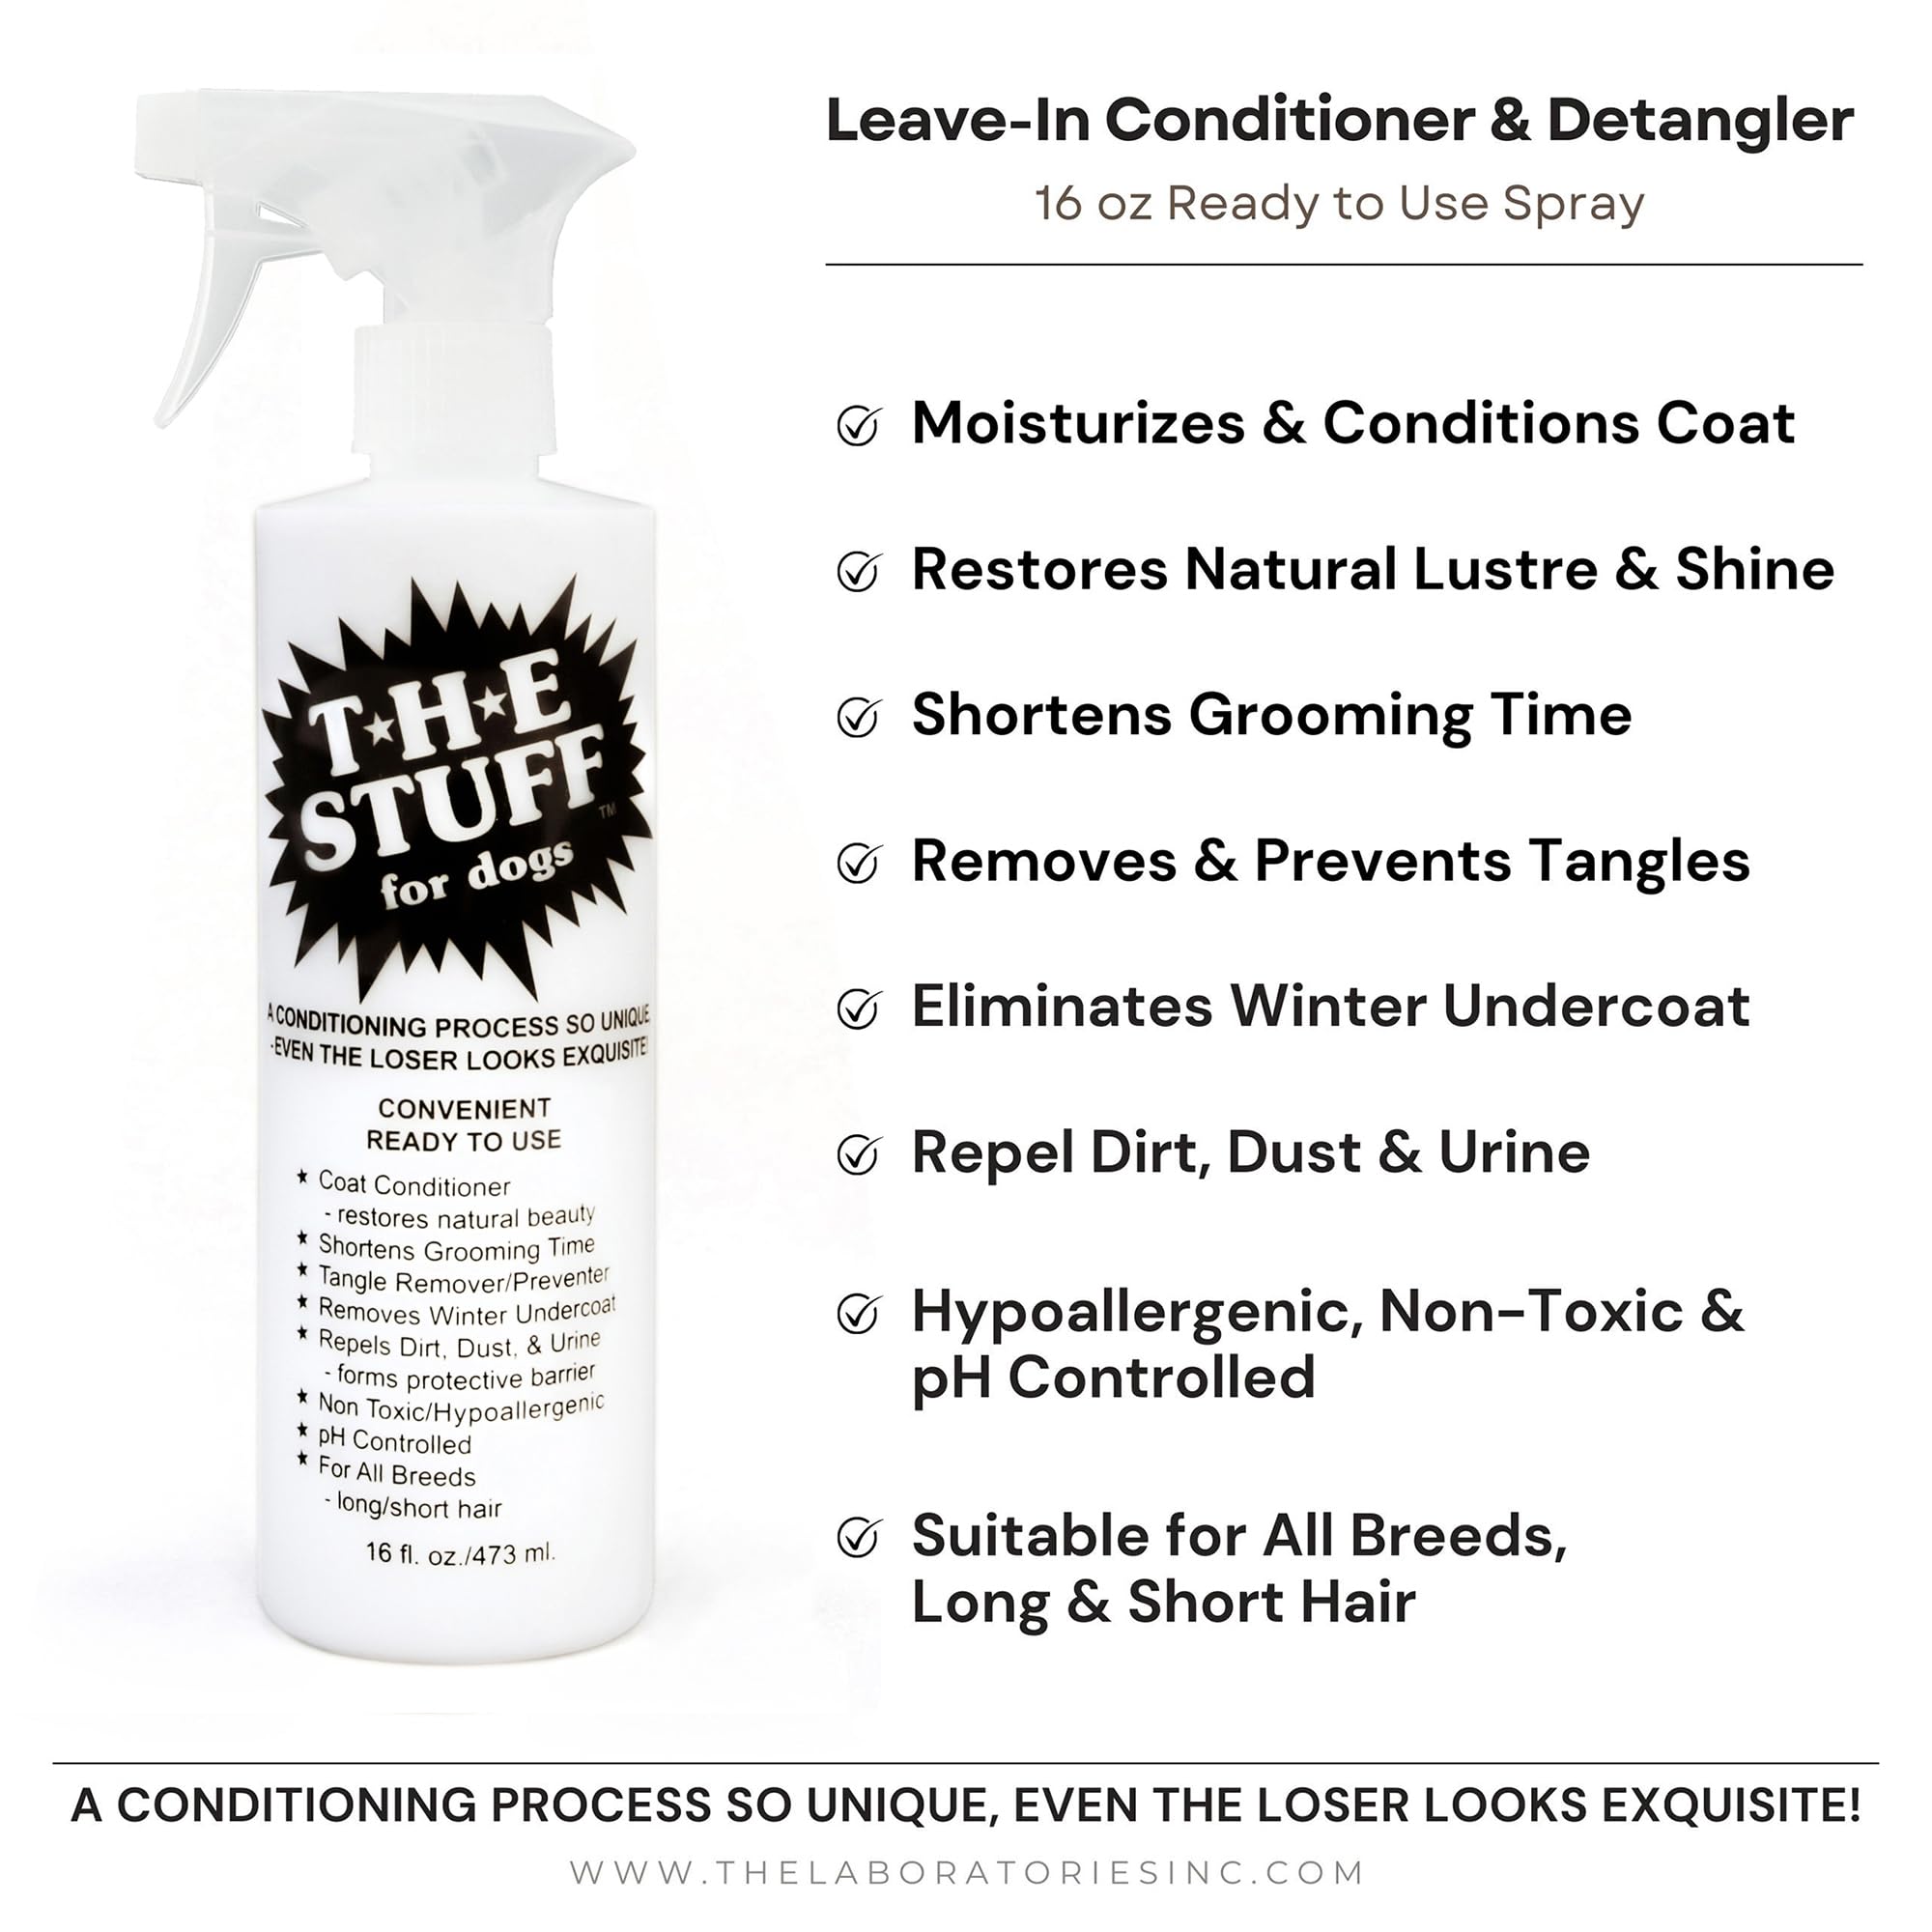 Leave-In Conditioner & Detangler
16 oz Ready to Use Spray
T★H★E
STUFF™
for dogs
A CONDITIONING PROCESS SO UNIQUE
-EVEN THE LOSER LOOKS EXQUISITE!
CONVENIENT
READY TO USE
★ Coat Conditioner
- restores natural beauty
★ Shortens Grooming Time
★ Tangle Remover/Preventer
★ Removes Winter Undercoat
★ Repels Dirt, Dust, & Urine
- forms protective barrier
★ Non Toxic/Hypoallergenic
★ pH Controlled
★ For All Breeds
- long/short hair
16 fl. oz./473 ml.
Moisturizes & Conditions Coat
Restores Natural Lustre & Shine
Shortens Grooming Time
Removes & Prevents Tangles
Eliminates Winter Undercoat
Repel Dirt, Dust & Urine
Hypoallergenic, Non-Toxic &
pH Controlled
Suitable for All Breeds,
Long & Short Hair
A CONDITIONING PROCESS SO UNIQUE, EVEN THE LOSER LOOKS EXQUISITE!
WWW.THELABORATORIESINC.COM